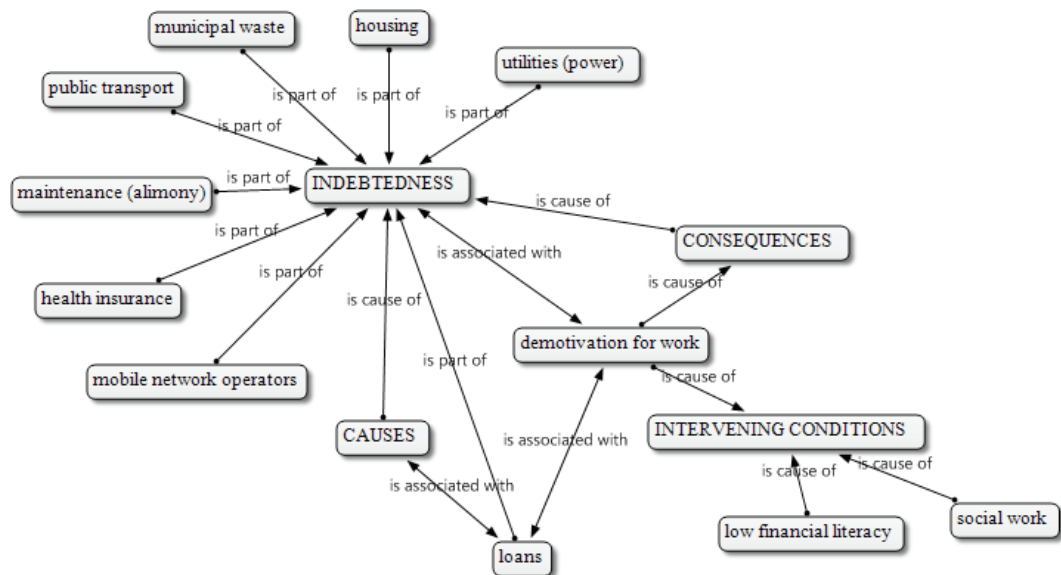 municipal waste
housing
utilities (power)
public transport
is part of
is part of
is part of
is part of
maintenance (alimony)
is part of
INDEBTEDNESS
is cause of
is part of
CONSEQUENCES
is associated with
is part of
is cause of
health insurance
is cause of
demotivation for work
is part of
mobile network operators
is cause of
CAUSES
is associated with
INTERVENING CONDITIONS
is cause of
is cause of
is associated with
low financial literacy
social work
loans